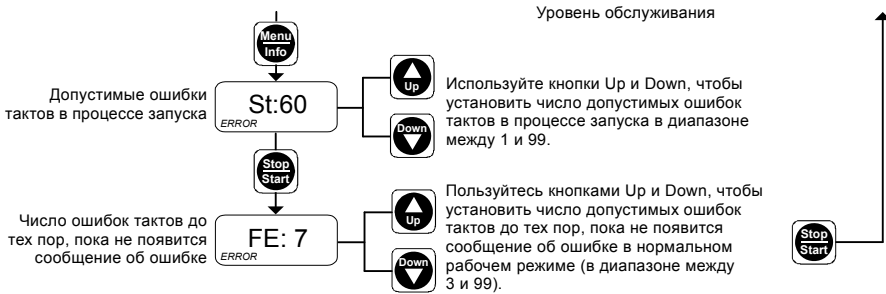 Уровень обслуживания
Menu
Info
Допустимые ошибки
тактов в процессе запуска
St:60
ERROR
Up
Down
Используйте кнопки Up и Down, чтобы
установить число допустимых ошибок
тактов в процессе запуска в диапазоне
между 1 и 99.
Stop
Start
Число ошибок тактов до
тех пор, пока не появится
сообщение об ошибке
FE: 7
ERROR
Up
Down
Пользуйтесь кнопками Up и Down, чтобы
установить число допустимых ошибок
тактов до тех пор, пока не появится
сообщение об ошибке в нормальном
рабочем режиме (в диапазоне между
3 и 99).
Stop
Start